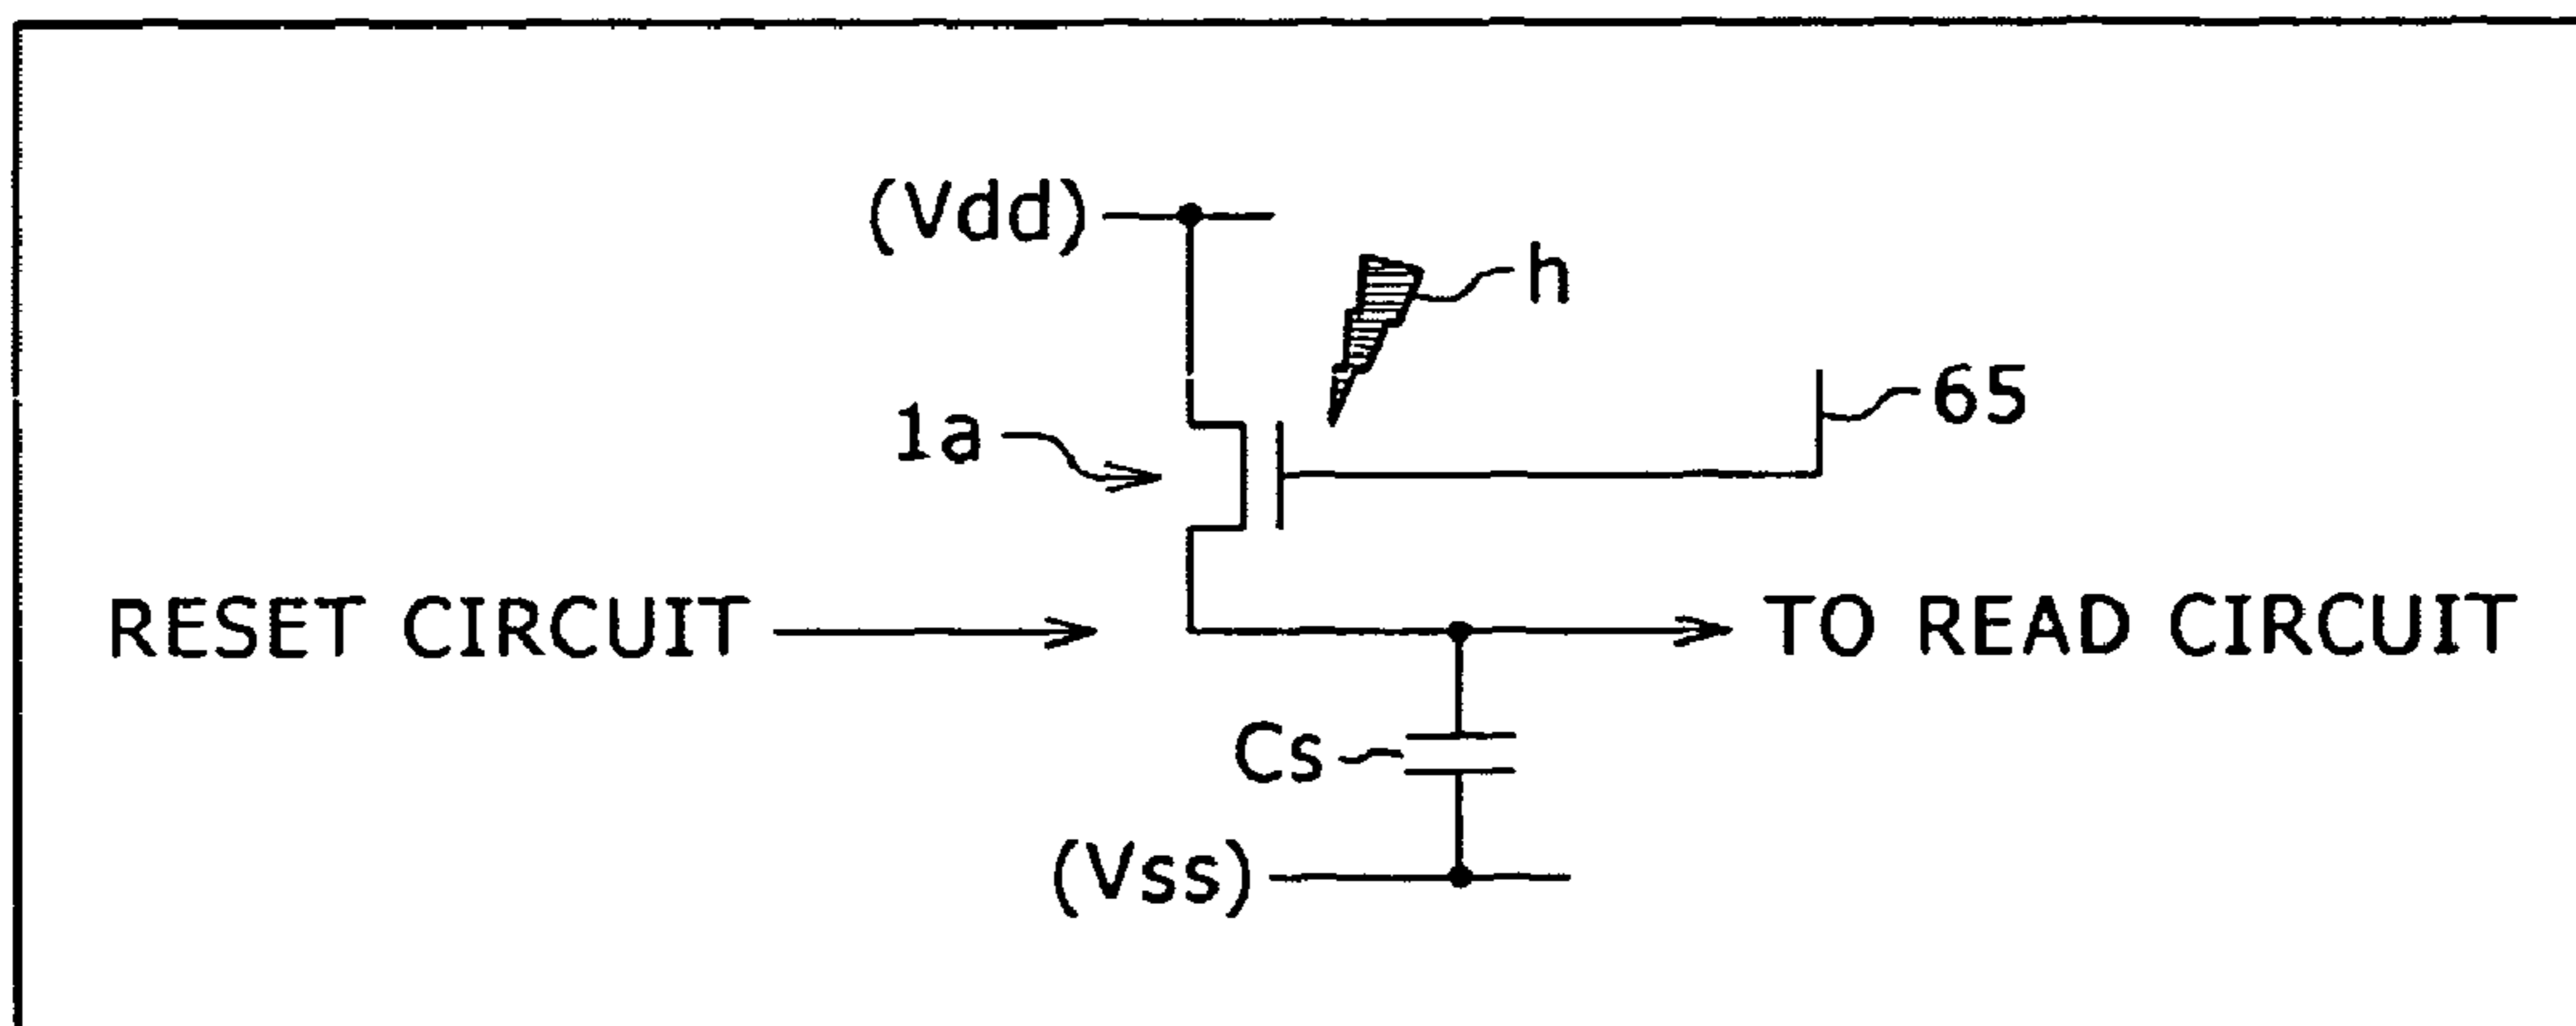 (Vdd)
h
65
1a
RESET CIRCUIT
TO READ CIRCUIT
Cs
(Vss)